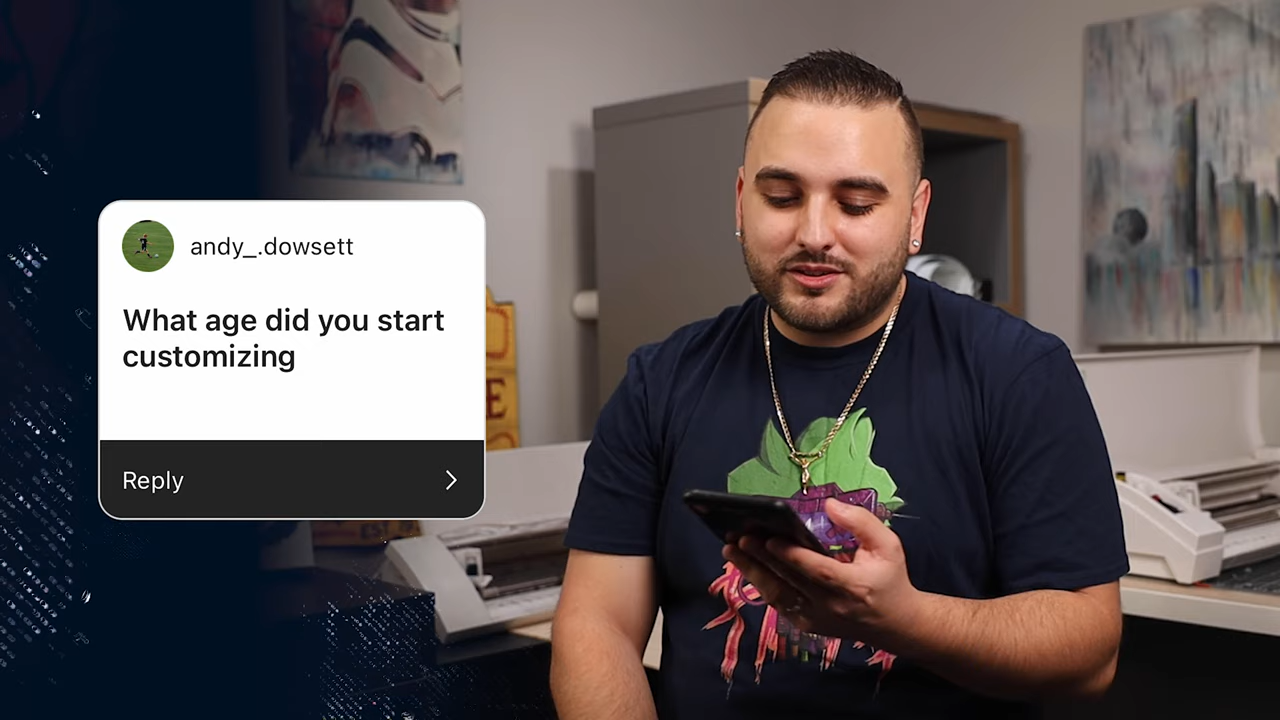 andy_.dowsett
What age did you start
customizing
Reply